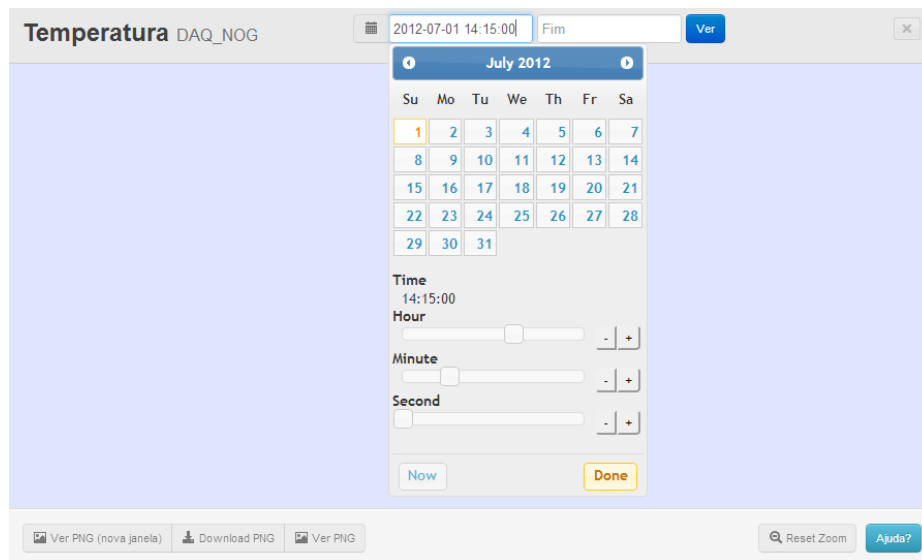 Temperatura DAQ_NOG
2012-07-01 14:15:00
Fim
Ver
×
July 2012
Su Mo Tu We Th Fr Sa
1 2 3 4 5 6 7
8 9 10 11 12 13 14
15 16 17 18 19 20 21
22 23 24 25 26 27 28
29 30 31
Time
14:15:00
Hour
- +
Minute
- +
Second
- +
Now
Done
Ver PNG (nova janela)
Download PNG
Ver PNG
Reset Zoom
Ajuda?